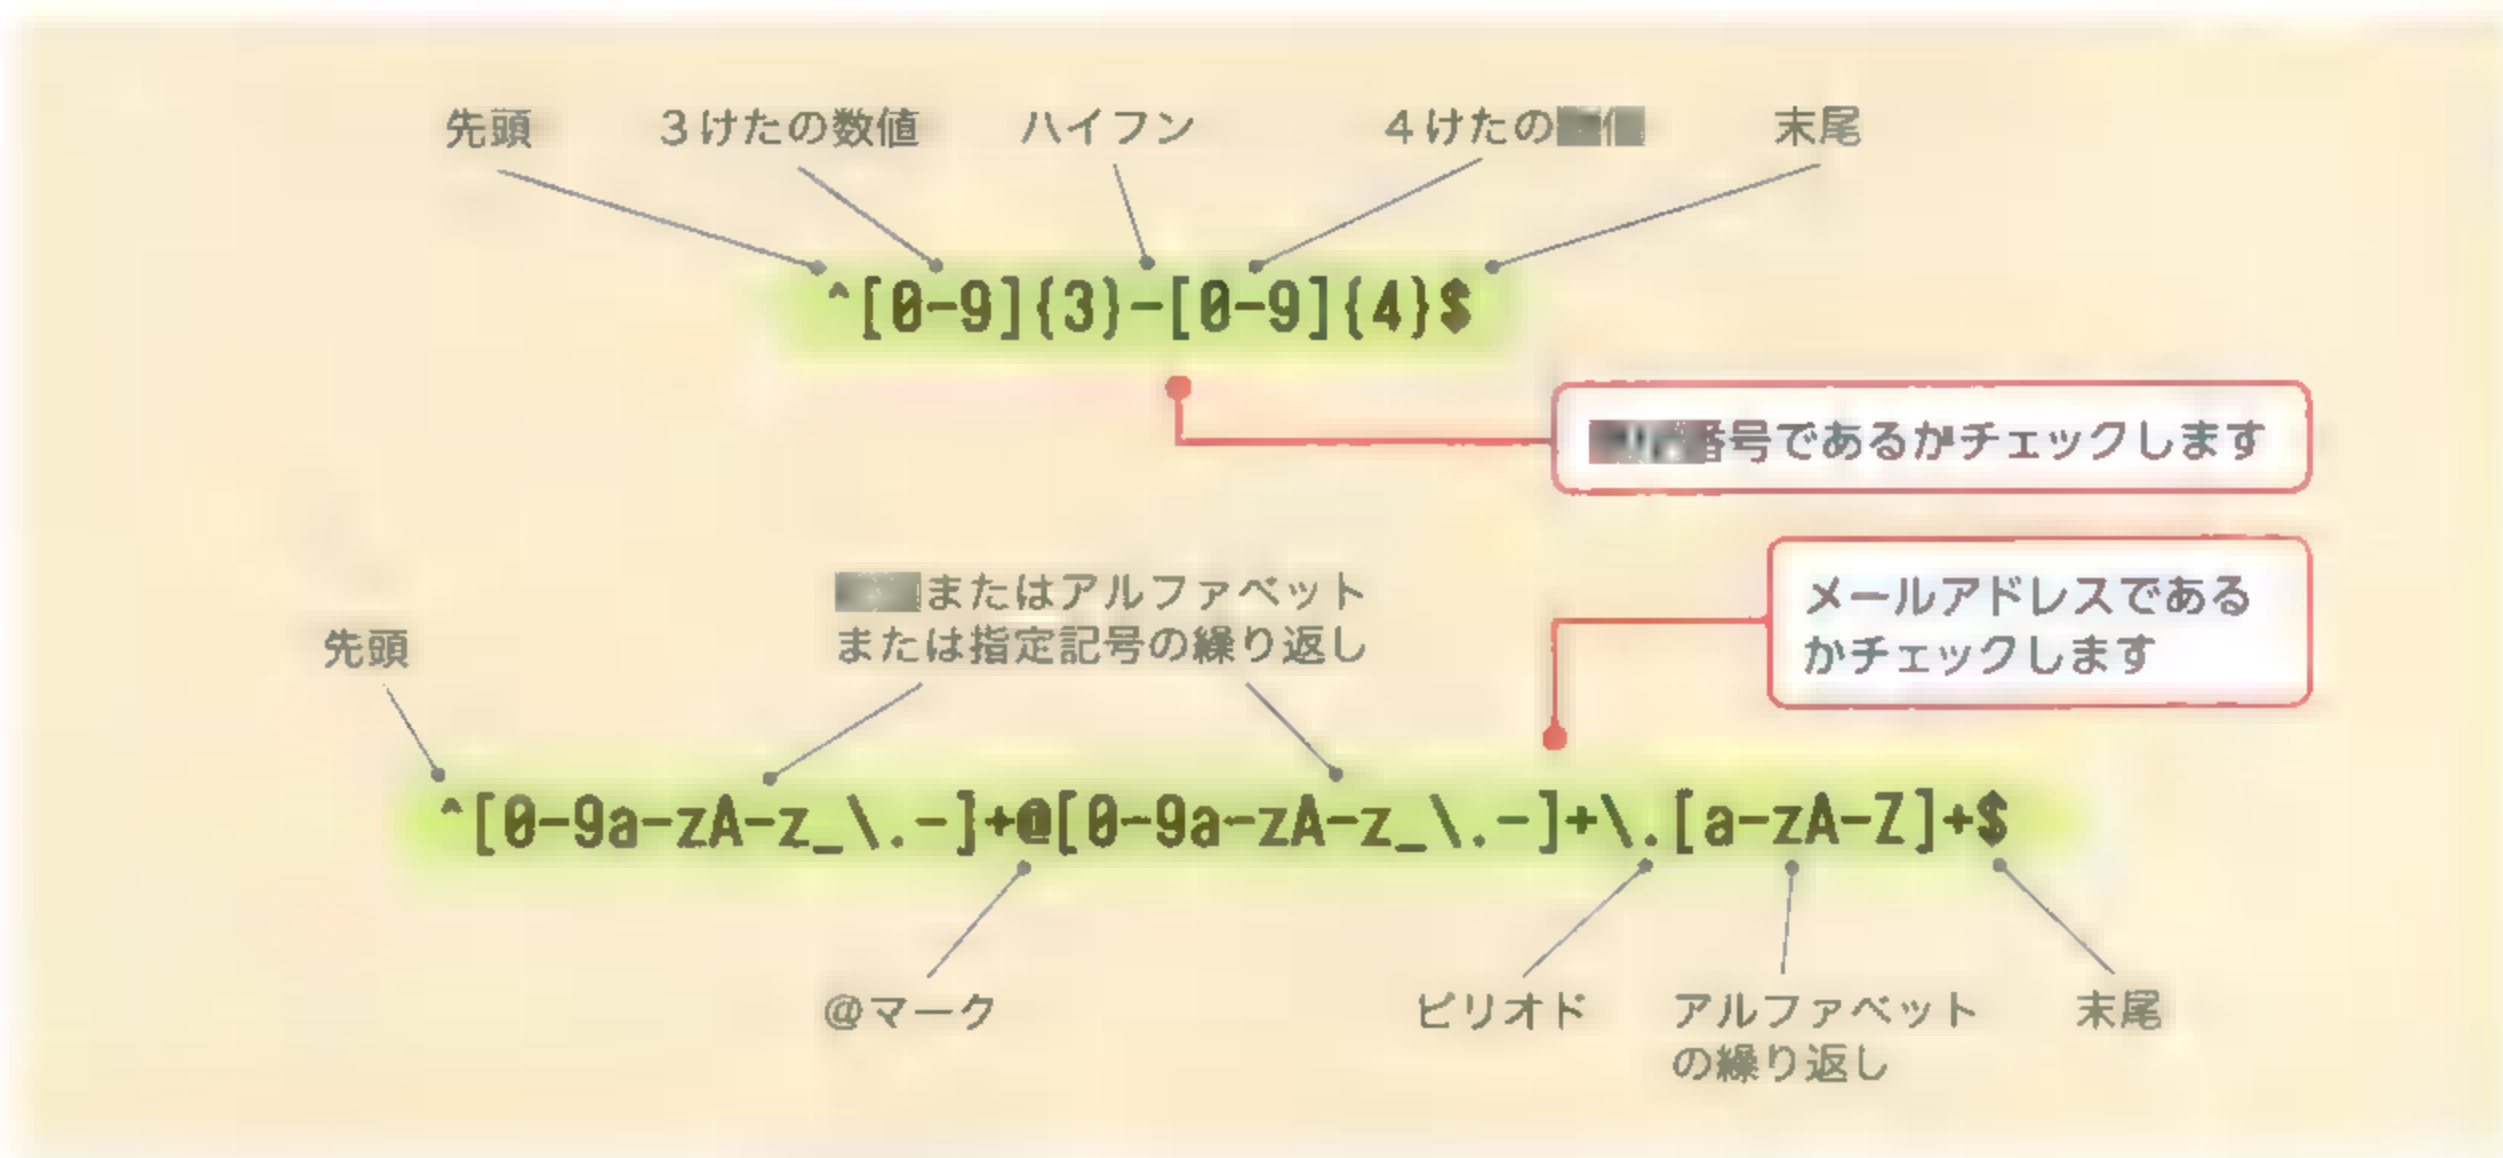 先頭
3けたの数値
ハイフン
4けたの
末尾
^[0-9]{3}-[0-9]{4}$
番号であるかチェックします
またはアルファベット
または指定記号の繰り返し
メールアドレスである
かチェックします
先頭
^[0-9a-zA-z_\.-]+@[0-9a-zA-z_\.-]+\.[a-zA-Z]+$
@マーク
ピリオド
アルファベット
の繰り返し
末尾